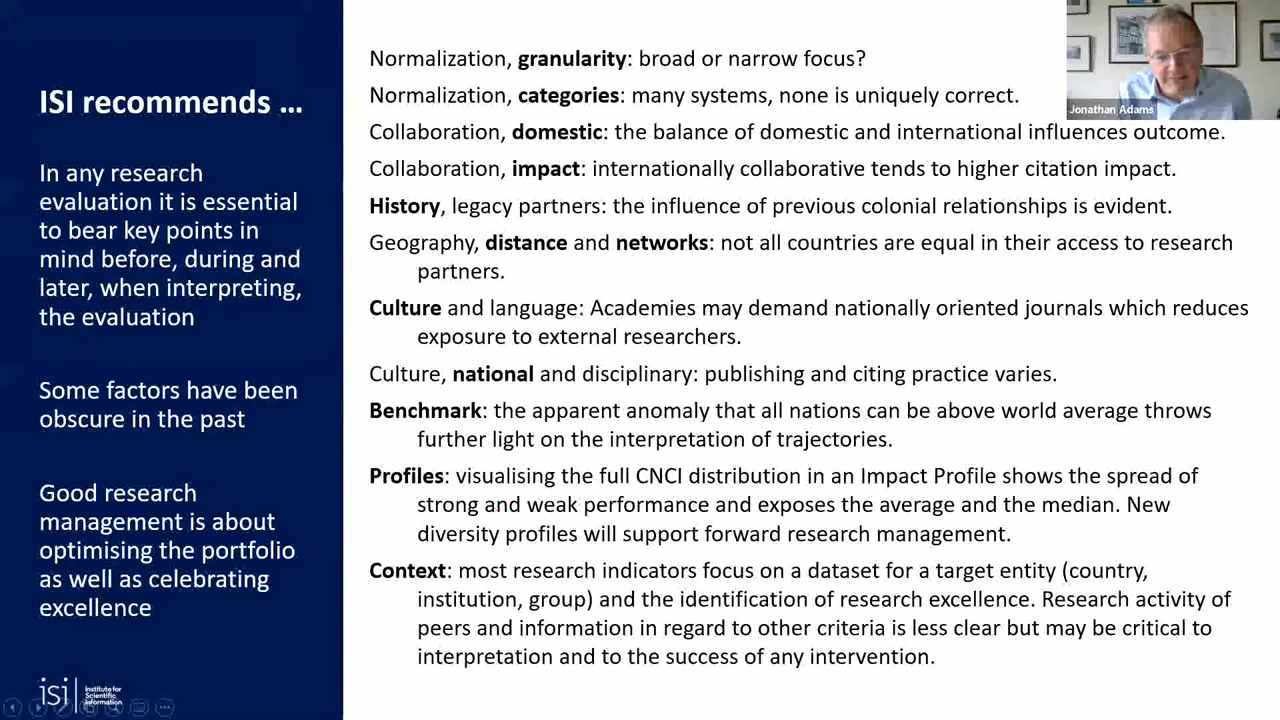 ISI recommends ...
In any research
evaluation it is essential
to bear key points in
mind before, during and
later, when interpreting,
the evaluation
Some factors have been
obscure in the past
Good research
management is about
optimising the portfolio
as well as celebrating
excellence
isi
Institute for
Scientific
Information
Normalization, granularity: broad or narrow focus?
Normalization, categories: many systems, none is uniquely correct.
Collaboration, domestic: the balance of domestic and international influences outcome.
Collaboration, impact: internationally collaborative tends to higher citation impact.
History, legacy partners: the influence of previous colonial relationships is evident.
Geography, distance and networks: not all countries are equal in their access to research
partners.
Culture and language: Academies may demand nationally oriented journals which reduces
exposure to external researchers.
Culture, national and disciplinary: publishing and citing practice varies.
Benchmark: the apparent anomaly that all nations can be above world average throws
further light on the interpretation of trajectories.
Profiles: visualising the full CNCI distribution in an Impact Profile shows the spread of
strong and weak performance and exposes the average and the median. New
diversity profiles will support forward research management.
Context: most research indicators focus on a dataset for a target entity (country,
institution, group) and the identification of research excellence. Research activity of
peers and information in regard to other criteria is less clear but may be critical to
interpretation and to the success of any intervention.
Jonathan Adams